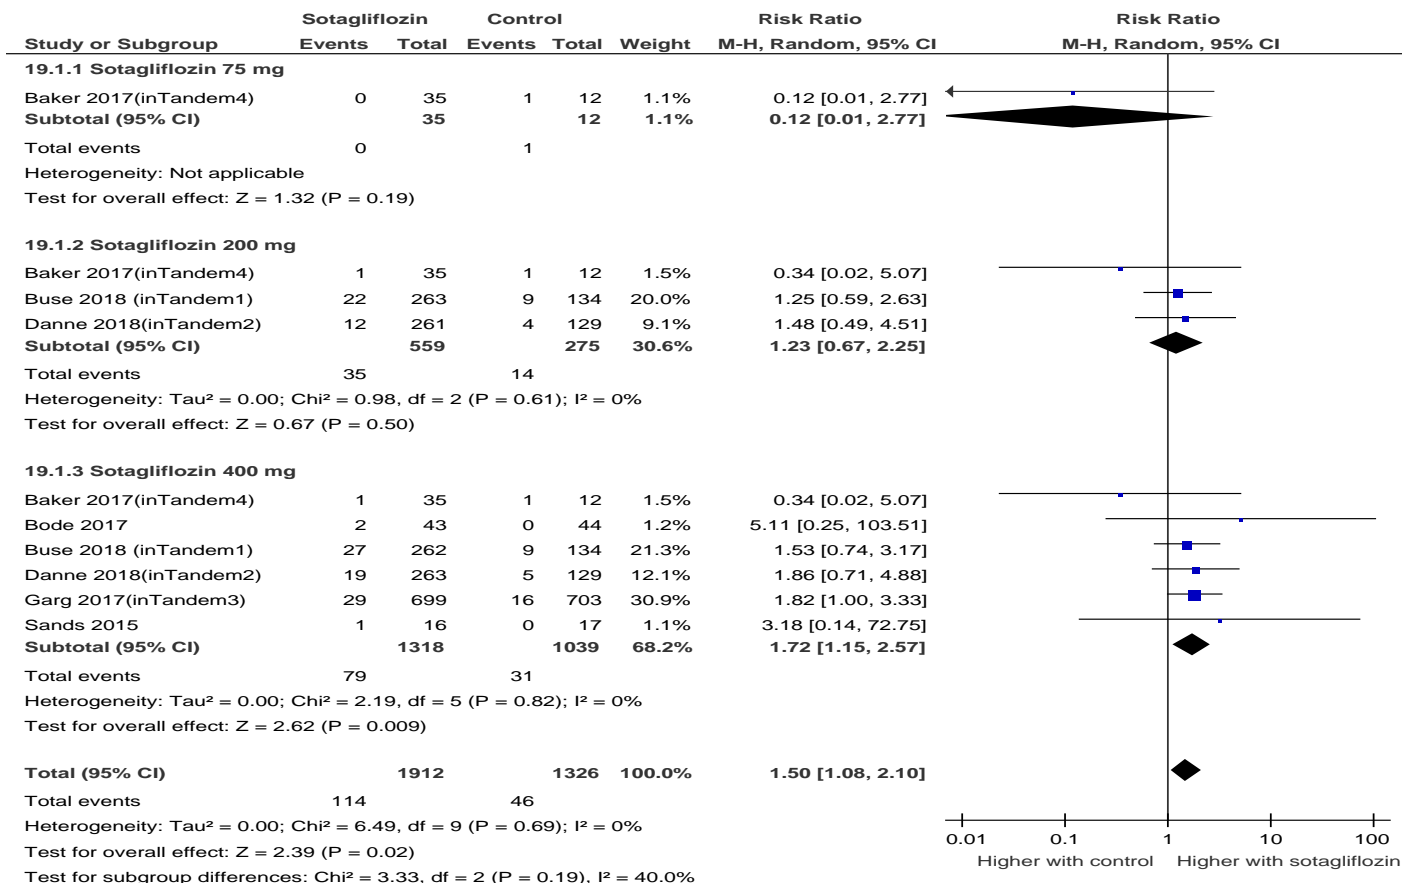 Sotagliflozin Control Risk Ratio Risk Ratio
Study or Subgroup Events Total Events Total Weight M-H, Random, 95% CI M-H, Random, 95% CI
19.1.1 Sotagliflozin 75 mg
Baker 2017(inTandem4) 0 35 1 12 1.1% 0.12 [0.01, 2.77]
Subtotal (95% CI) 35 12 1.1% 0.12 [0.01, 2.77]
Total events 0 1
Heterogeneity: Not applicable
Test for overall effect: Z = 1.32 (P = 0.19)
19.1.2 Sotagliflozin 200 mg
Baker 2017(inTandem4) 1 35 1 12 1.5% 0.34 [0.02, 5.07]
Buse 2018 (inTandem1) 22 263 9 134 20.0% 1.25 [0.59, 2.63]
Danne 2018(inTandem2) 12 261 4 129 9.1% 1.48 [0.49, 4.51]
Subtotal (95% CI) 559 275 30.6% 1.23 [0.67, 2.25]
Total events 35 14
Heterogeneity: Tau² = 0.00; Chi² = 0.98, df = 2 (P = 0.61); I² = 0%
Test for overall effect: Z = 0.67 (P = 0.50)
19.1.3 Sotagliflozin 400 mg
Baker 2017(inTandem4) 1 35 1 12 1.5% 0.34 [0.02, 5.07]
Bode 2017 2 43 0 44 1.2% 5.11 [0.25, 103.51]
Buse 2018 (inTandem1) 27 262 9 134 21.3% 1.53 [0.74, 3.17]
Danne 2018(inTandem2) 19 263 5 129 12.1% 1.86 [0.71, 4.88]
Garg 2017(inTandem3) 29 699 16 703 30.9% 1.82 [1.00, 3.33]
Sands 2015 1 16 0 17 1.1% 3.18 [0.14, 72.75]
Subtotal (95% CI) 1318 1039 68.2% 1.72 [1.15, 2.57]
Total events 79 31
Heterogeneity: Tau² = 0.00; Chi² = 2.19, df = 5 (P = 0.82); I² = 0%
Test for overall effect: Z = 2.62 (P = 0.009)
Total (95% CI) 1912 1326 100.0% 1.50 [1.08, 2.10]
Total events 114 46
Heterogeneity: Tau² = 0.00; Chi² = 6.49, df = 9 (P = 0.69); I² = 0%
Test for overall effect: Z = 2.39 (P = 0.02)
Test for subgroup differences: Chi² = 3.33, df = 2 (P = 0.19), I² = 40.0%
0.01 0.1 1 10 100
Higher with control Higher with sotagliflozin